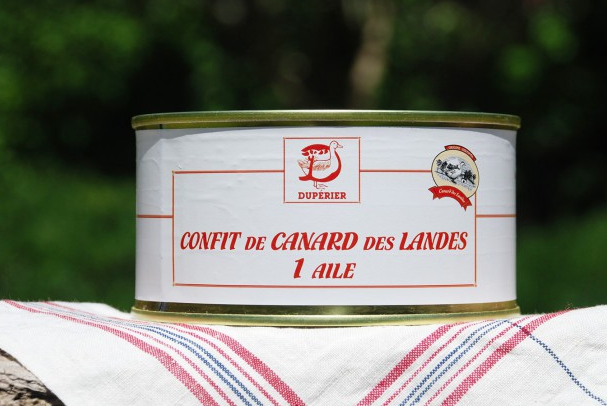 DUPÉRIER
CONFIT DE CANARD DES LANDES
1 AILE